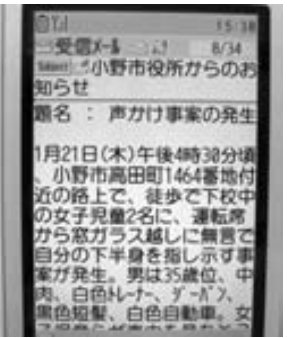 15:38
受信メール 8/34
小野市役所からのお
知らせ
題名 : 声かけ事案の発生
1月21日(木)午後4時30分頃
、小野市高田町1464番地付
近の路上で、徒歩で下校中
の女子児童2名に、運転席
から窓ガラス越しに無言で
自分の下半身を指し示す事
案が発生。男は35歳位、中
肉、白色トレーナー、ジーパン、
黒色短髪、白色自動車。女